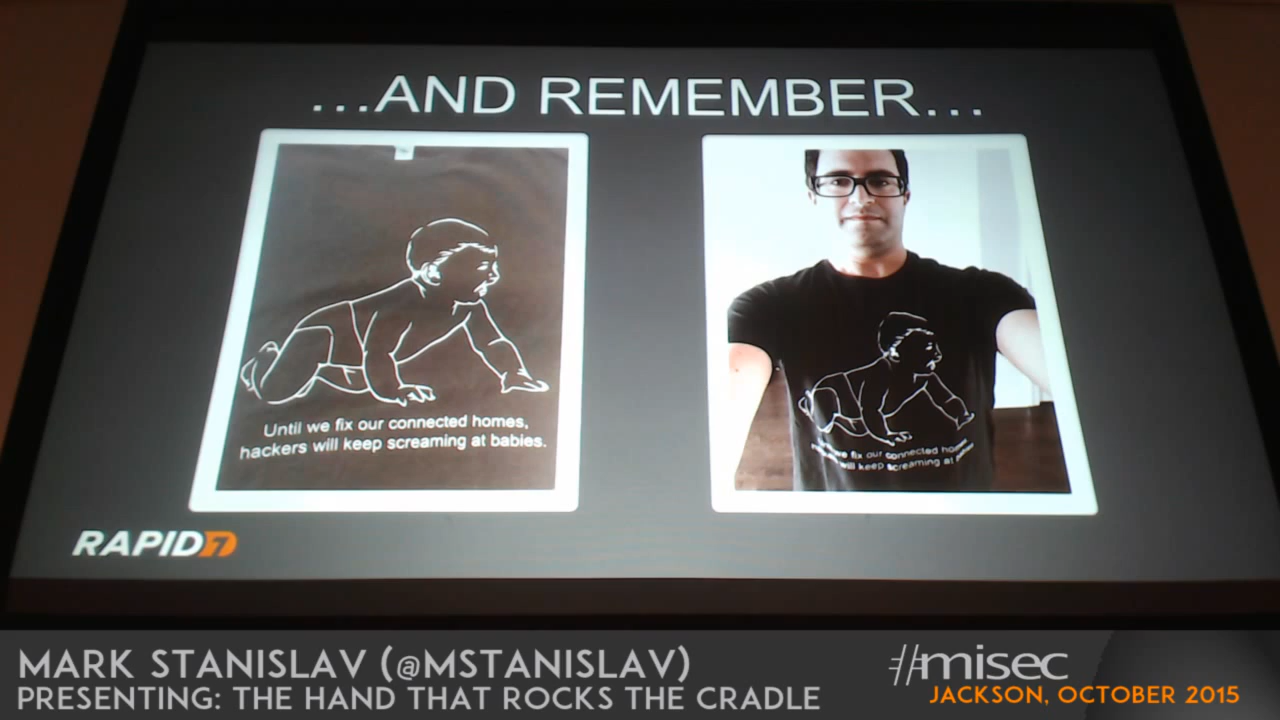 ...AND REMEMBER...
Until we fix our connected homes,
hackers will keep screaming at babies.
we fix our connected
will keep screaming at
RAPID7
MARK STANISLAV (@MSTANISLAV)
PRESENTING: THE HAND THAT ROCKS THE CRADLE
#misec
JACKSON, OCTOBER 2015